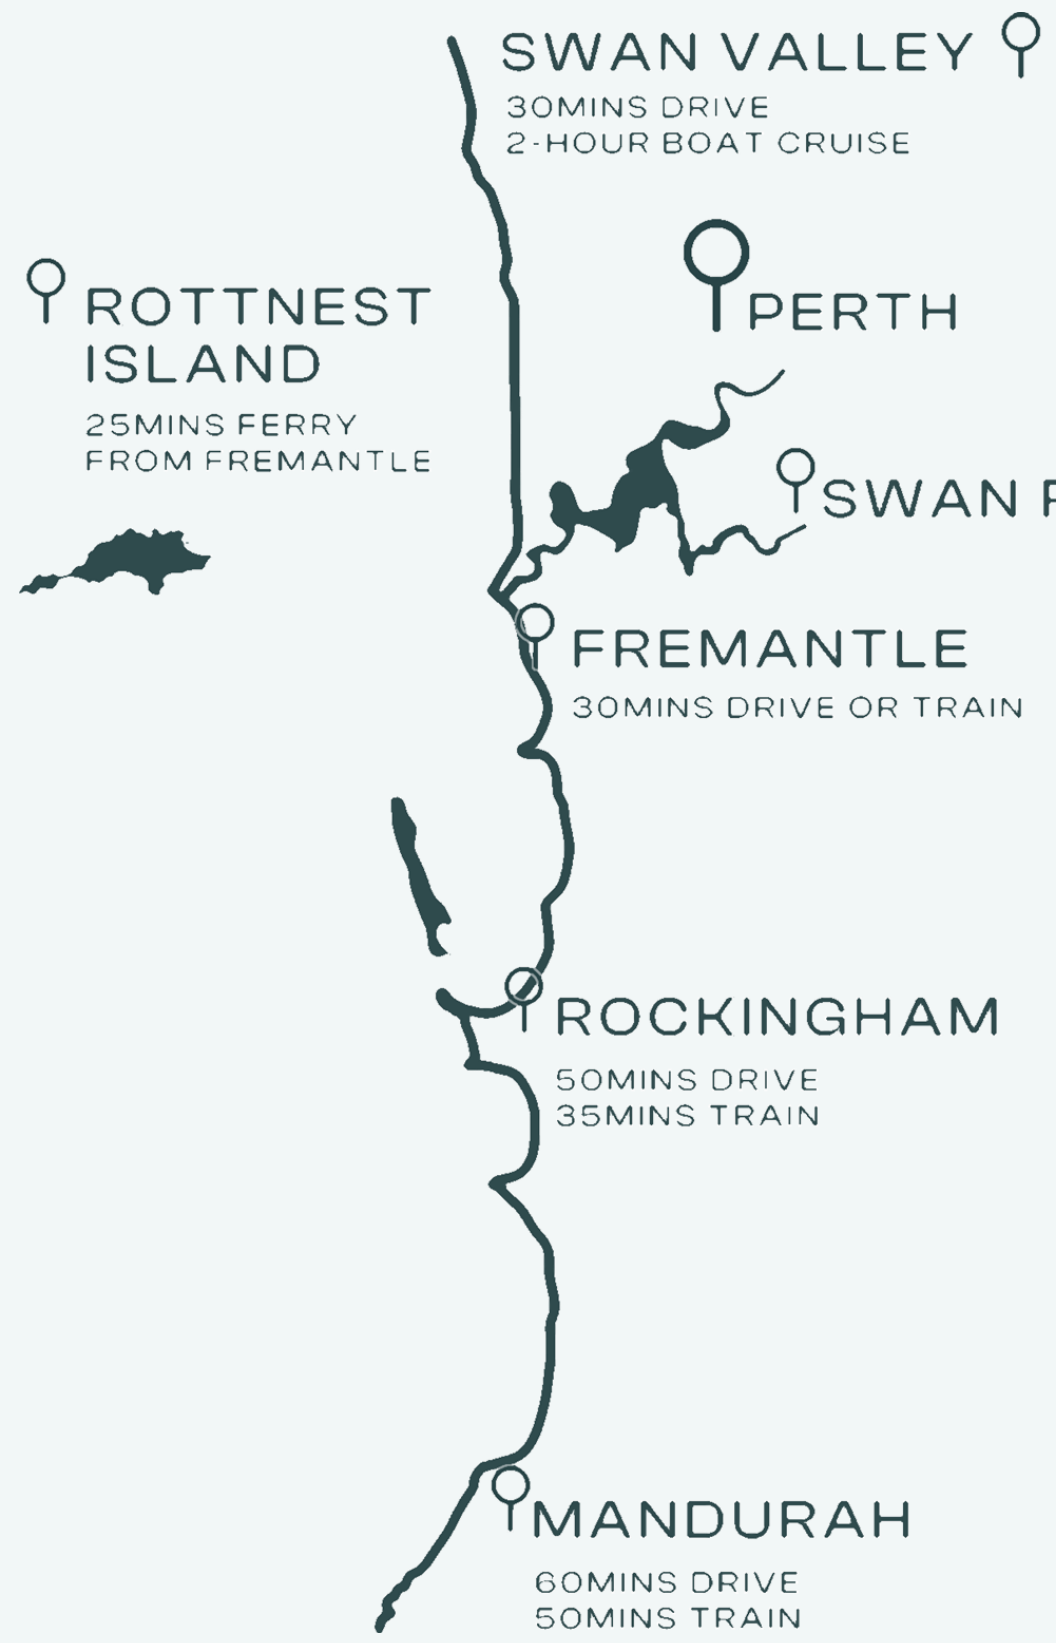 SWAN VALLEY
30MINS DRIVE
2-HOUR BOAT CRUISE
PERTH
ROTTNEST
ISLAND
25MINS FERRY
FROM FREMANTLE
SWAN
FREMANTLE
30MINS DRIVE OR TRAIN
ROCKINGHAM
50MINS DRIVE
35MINS TRAIN
MANDURAH
60MINS DRIVE
50MINS TRAIN